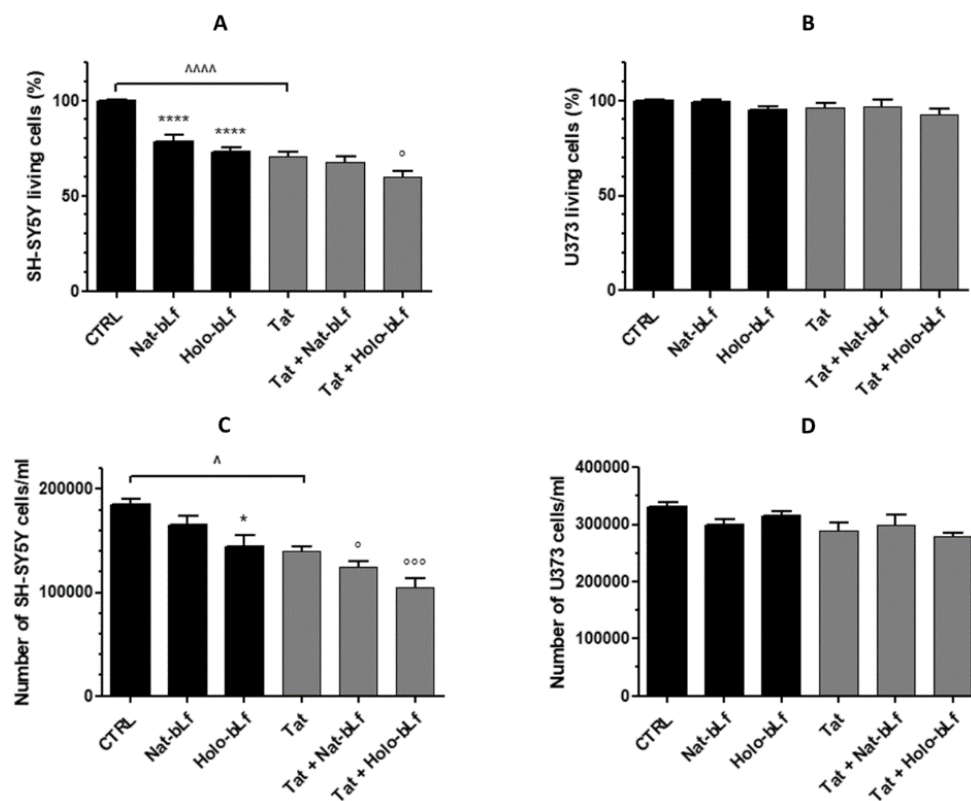 A
SH-SY5Y living cells (%)
100
50
0
^^^^
****
****
°
CTRL
Nat-bLf
Holo-bLf
Tat
Tat + Nat-bLf
Tat + Holo-bLf
B
U373 living cells (%)
100
50
0
CTRL
Nat-bLf
Holo-bLf
Tat
Tat + Nat-bLf
Tat + Holo-bLf
C
Number of SH-SY5Y cells/ml
200000
100000
0
^
*
°
°°°
CTRL
Nat-bLf
Holo-bLf
Tat
Tat + Nat-bLf
Tat + Holo-bLf
D
Number of U373 cells/ml
400000
300000
200000
100000
0
CTRL
Nat-bLf
Holo-bLf
Tat
Tat + Nat-bLf
Tat + Holo-bLf